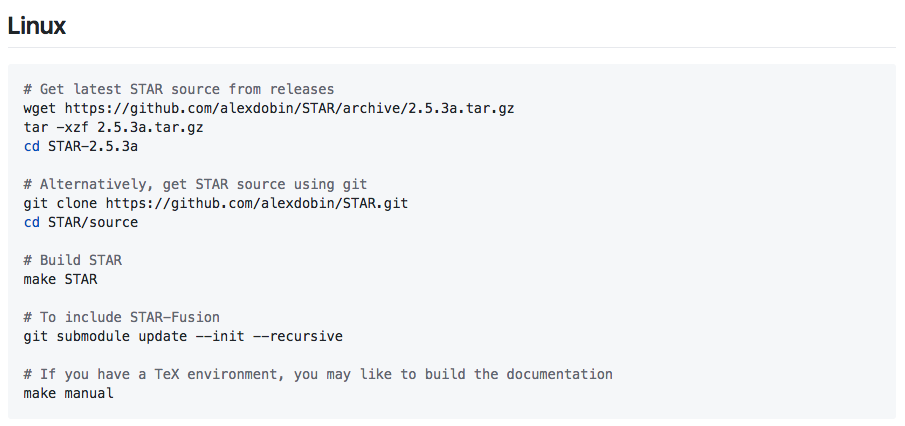 Linux
# Get latest STAR source from releases
wget https://github.com/alexdobin/STAR/archive/2.5.3a.tar.gz
tar -xzf 2.5.3a.tar.gz
cd STAR-2.5.3a
# Alternatively, get STAR source using git
git clone https://github.com/alexdobin/STAR.git
cd STAR/source
# Build STAR
make STAR
# To include STAR-Fusion
git submodule update --init --recursive
# If you have a TeX environment, you may like to build the documentation
make manual